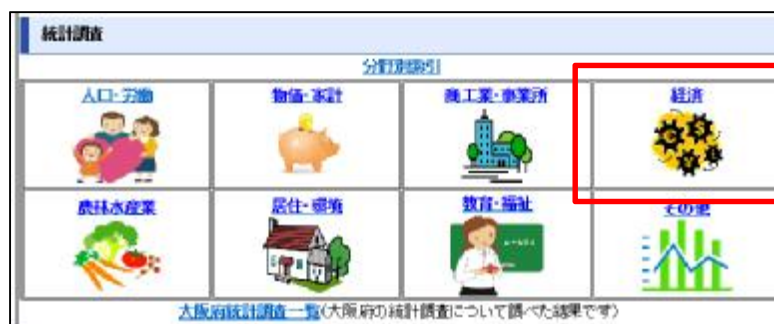 統計調査
分野別索引
人口・労働 物価・家計 商工業・事業所 経済
農林水産業 居住・環境 教育・福祉 その他
大阪府統計調査一覧(大阪府の統計調査について調べた結果です)